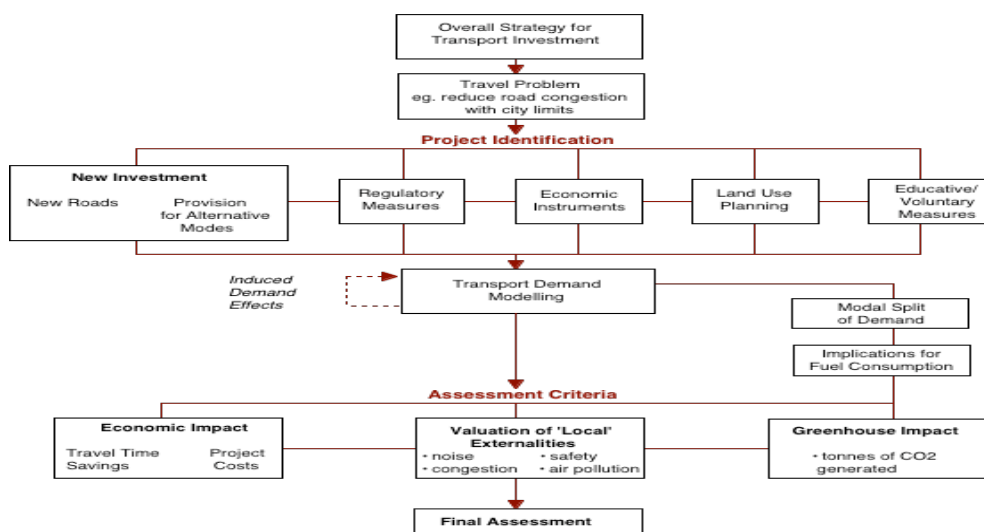 Overall Strategy for
Transport Investment
Travel Problem
eg. reduce road congestion
with city limits
Project Identification
New Investment
New Roads
Provision
for Alternative
Modes
Regulatory
Measures
Economic
Instruments
Land Use
Planning
Educative/
Voluntary
Measures
Induced
Demand
Effects
Transport Demand
Modelling
Modal Split
of Demand
Implications for
Fuel Consumption
Assessment Criteria
Economic Impact
Travel Time
Savings
Project
Costs
Valuation of 'Local'
Externalities
• noise • safety
• congestion • air pollution
Greenhouse Impact
• tonnes of CO2
generated
Final Assessment